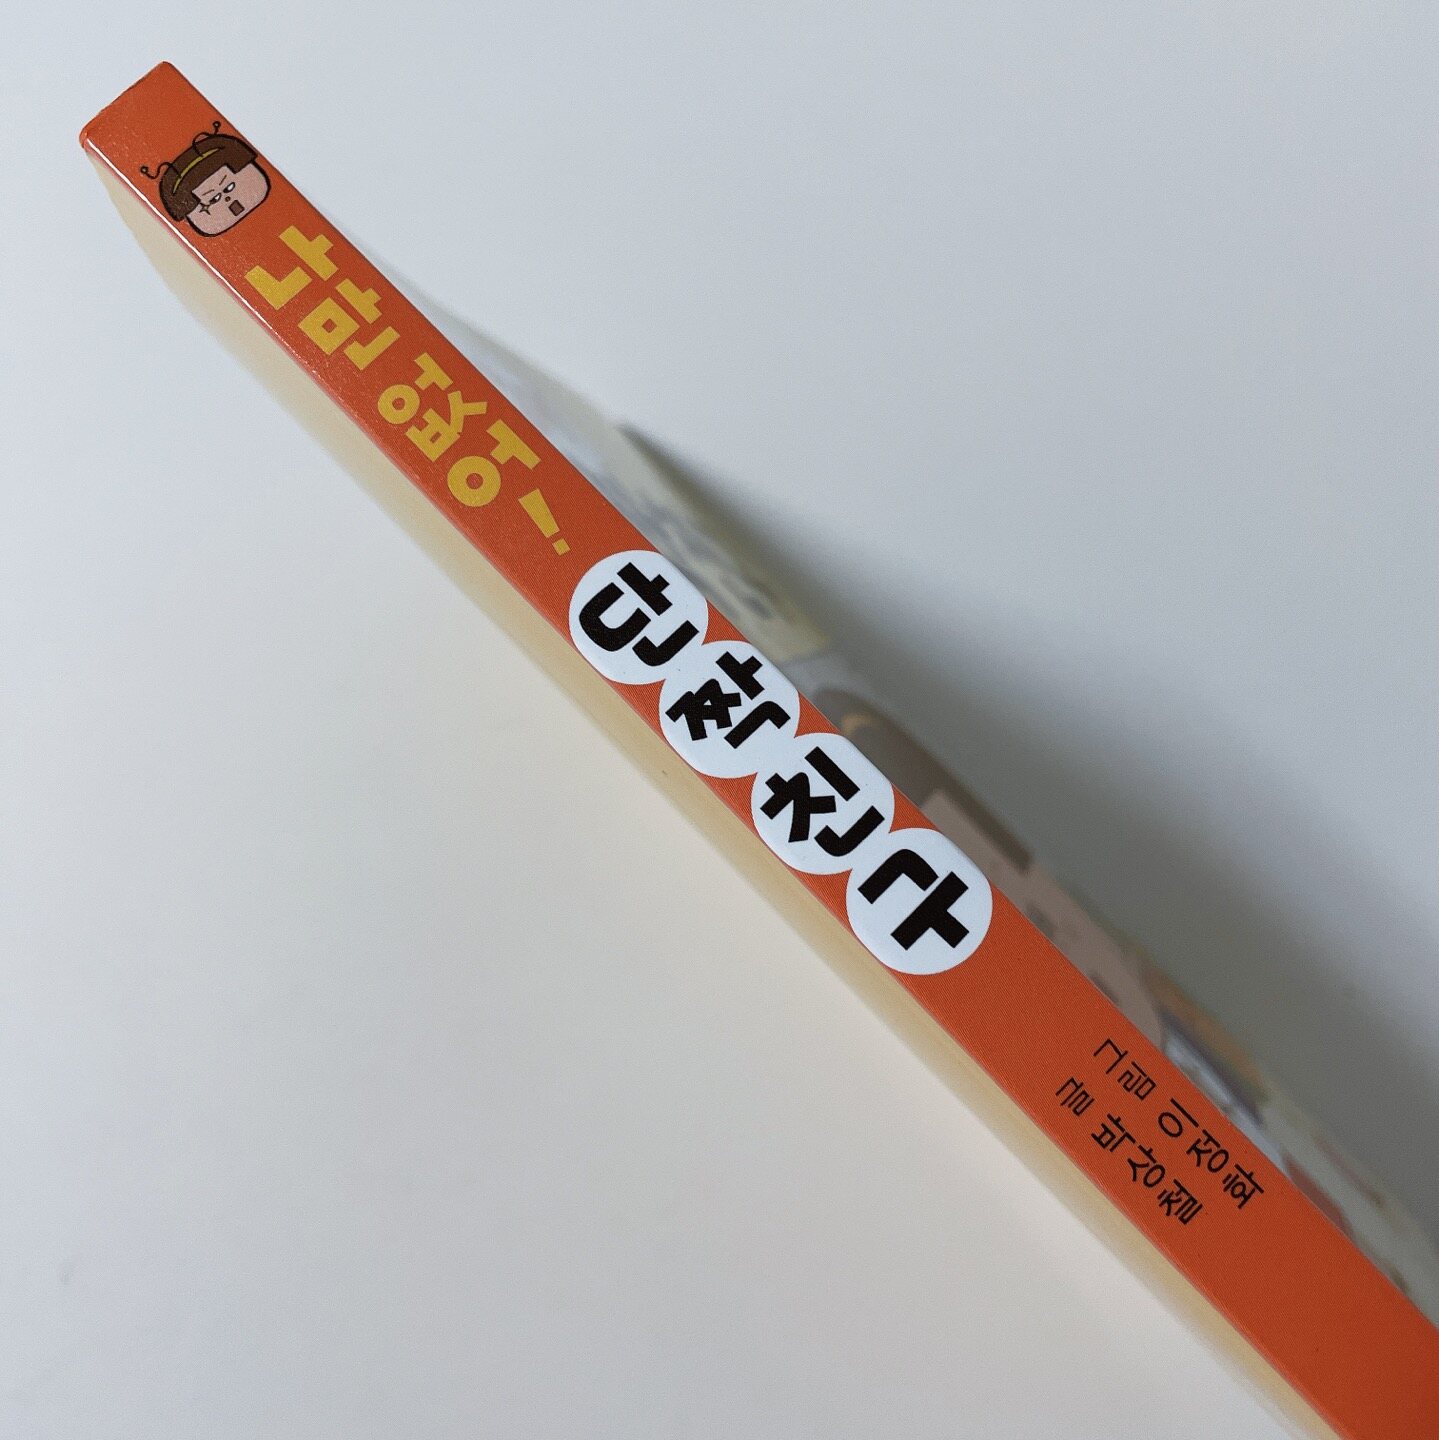 나만 없어!
단짝친구
그림 이정화
글 박상철